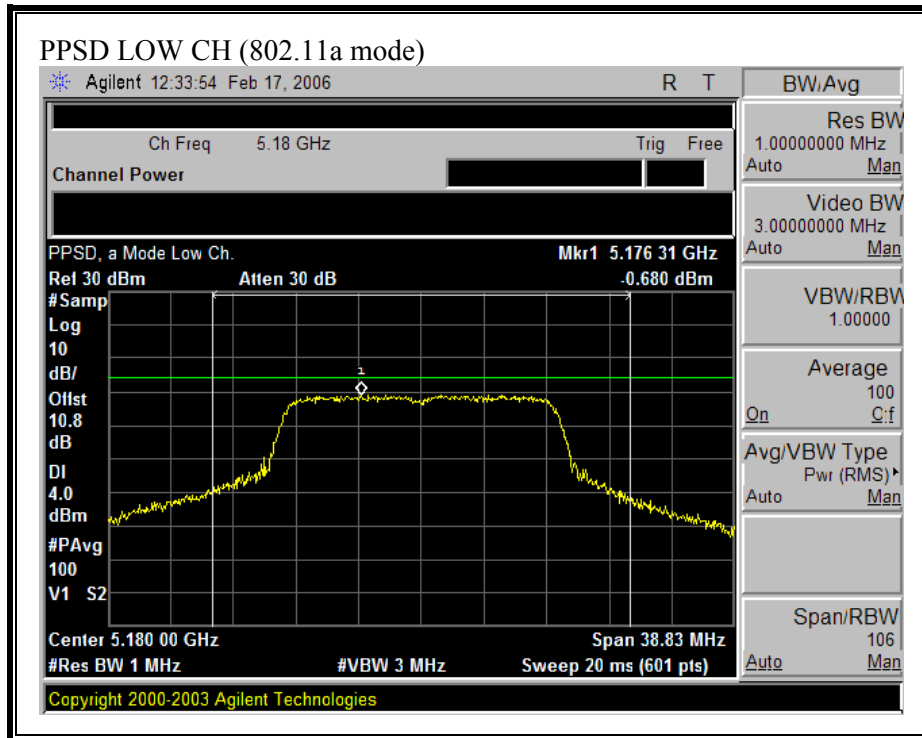 PPSD LOW CH (802.11a mode)
Agilent 12:33:54 Feb 17, 2006 R T
BW/Avg
Ch Freq 5.18 GHz Trig Free
Channel Power
Res BW
1.00000000 MHz
Auto Man
Video BW
3.00000000 MHz
Auto Man
PPSD, a Mode Low Ch. Mkr1 5.176 31 GHz
Ref 30 dBm Atten 30 dB -0.680 dBm
#Samp
Log
10
dB/
Offst
10.8
dB
DI
4.0
dBm
#PAvg
100
V1 S2
1
VBW/RBW
1.00000
Average
100
On Off
Avg/VBW Type
Pwr (RMS)
Auto Man
Span/RBW
106
Auto Man
Center 5.180 00 GHz Span 38.83 MHz
#Res BW 1 MHz #VBW 3 MHz Sweep 20 ms (601 pts)
Copyright 2000-2003 Agilent Technologies